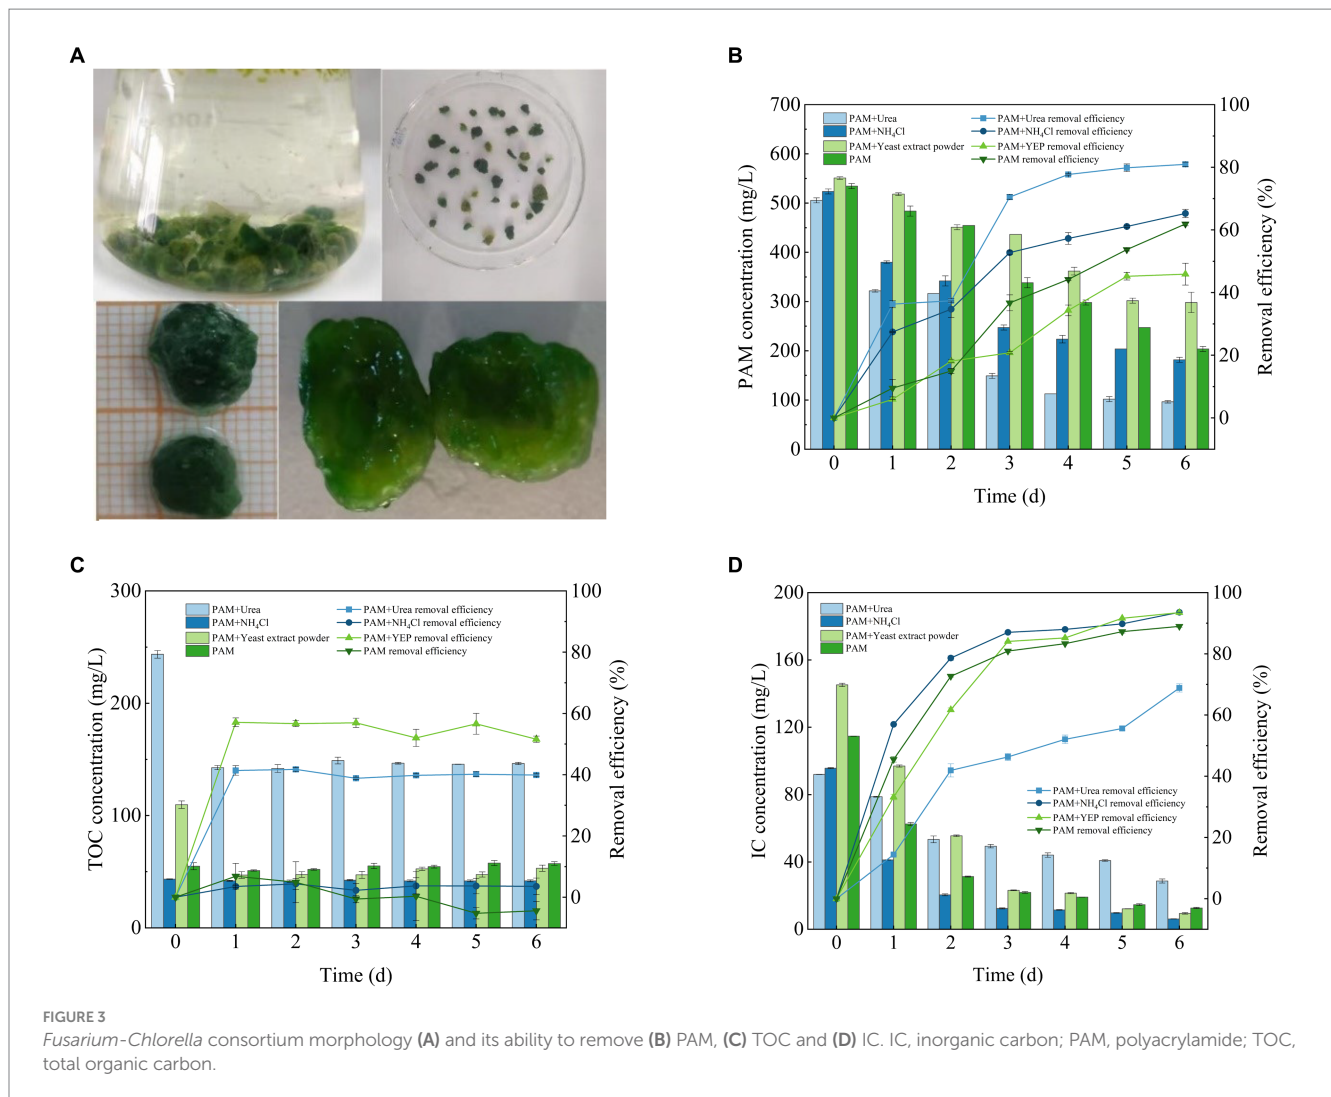 A
B
700
600
500
400
300
200
100
0
PAM concentration (mg/L)
PAM+Urea
PAM+NH₄Cl
PAM+Yeast extract powder
PAM
PAM+Urea removal efficiency
PAM+NH₄Cl removal efficiency
PAM+YEP removal efficiency
PAM removal efficiency
100
80
60
40
20
0
Removal efficiency (%)
0 1 2 3 4 5 6
Time (d)
C
300
200
100
0
TOC concentration (mg/L)
PAM+Urea
PAM+NH₄Cl
PAM+Yeast extract powder
PAM
PAM+Urea removal efficiency
PAM+NH₄Cl removal efficiency
PAM+YEP removal efficiency
PAM removal efficiency
100
80
60
40
20
0
Removal efficiency (%)
0 1 2 3 4 5 6
Time (d)
D
200
160
120
80
40
0
IC concentration (mg/L)
PAM+Urea
PAM+NH₄Cl
PAM+Yeast extract powder
PAM
PAM+Urea removal efficiency
PAM+NH₄Cl removal efficiency
PAM+YEP removal efficiency
PAM removal efficiency
100
80
60
40
20
0
Removal efficiency (%)
0 1 2 3 4 5 6
Time (d)
FIGURE 3
Fusarium-Chlorella consortium morphology (A) and its ability to remove (B) PAM, (C) TOC and (D) IC. IC, inorganic carbon; PAM, polyacrylamide; TOC,
total organic carbon.